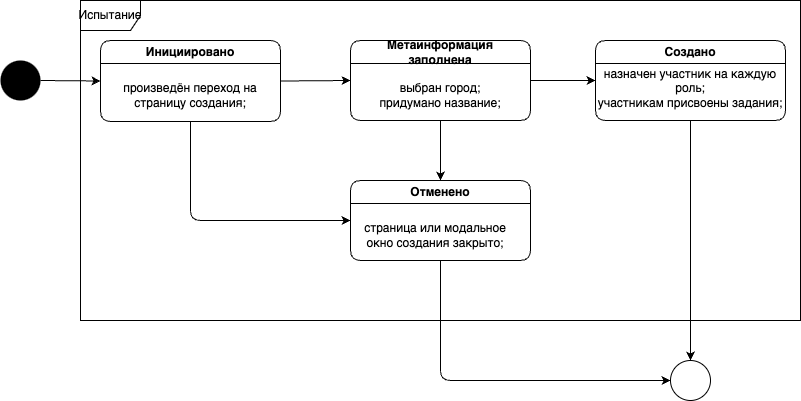 Испытание
Инициировано
произведён переход на
страницу создания;
Метаинформация
заполнена
выбран город;
придумано название;
Создано
назначен участник на каждую
роль;
участникам присвоены задания;
Отменено
страница или модальное
окно создания закрыто;